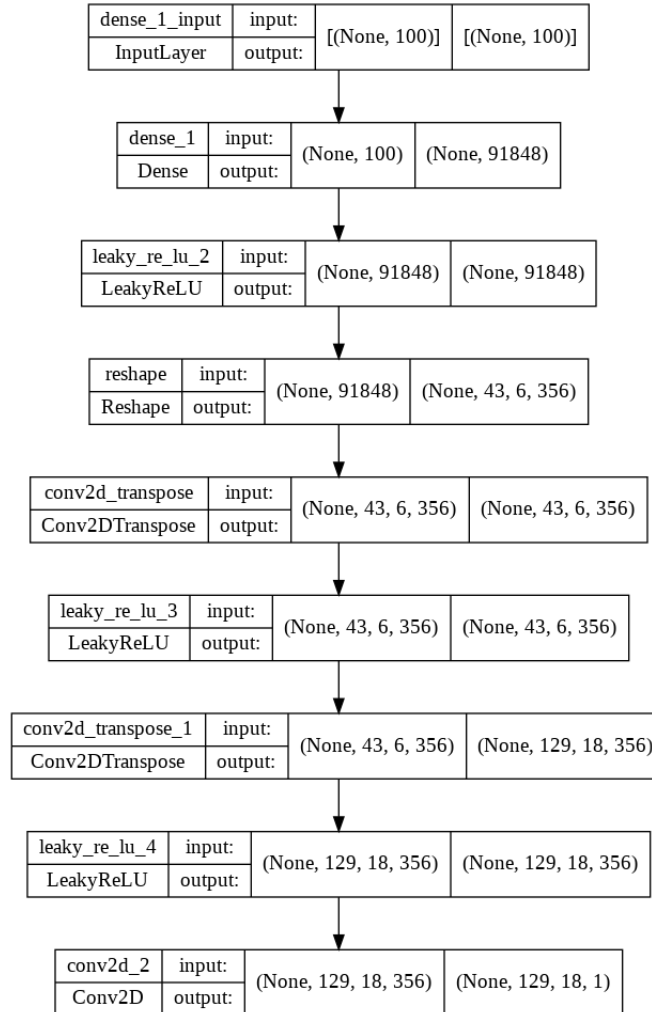 dense_1_input input: [(None, 100)] [(None, 100)]
InputLayer output:
dense_1 input: (None, 100) (None, 91848)
Dense output:
leaky_re_lu_2 input: (None, 91848) (None, 91848)
LeakyReLU output:
reshape input: (None, 91848) (None, 43, 6, 356)
Reshape output:
conv2d_transpose input: (None, 43, 6, 356) (None, 43, 6, 356)
Conv2DTranspose output:
leaky_re_lu_3 input: (None, 43, 6, 356) (None, 43, 6, 356)
LeakyReLU output:
conv2d_transpose_1 input: (None, 43, 6, 356) (None, 129, 18, 356)
Conv2DTranspose output:
leaky_re_lu_4 input: (None, 129, 18, 356) (None, 129, 18, 356)
LeakyReLU output:
conv2d_2 input: (None, 129, 18, 356) (None, 129, 18, 1)
Conv2D output: